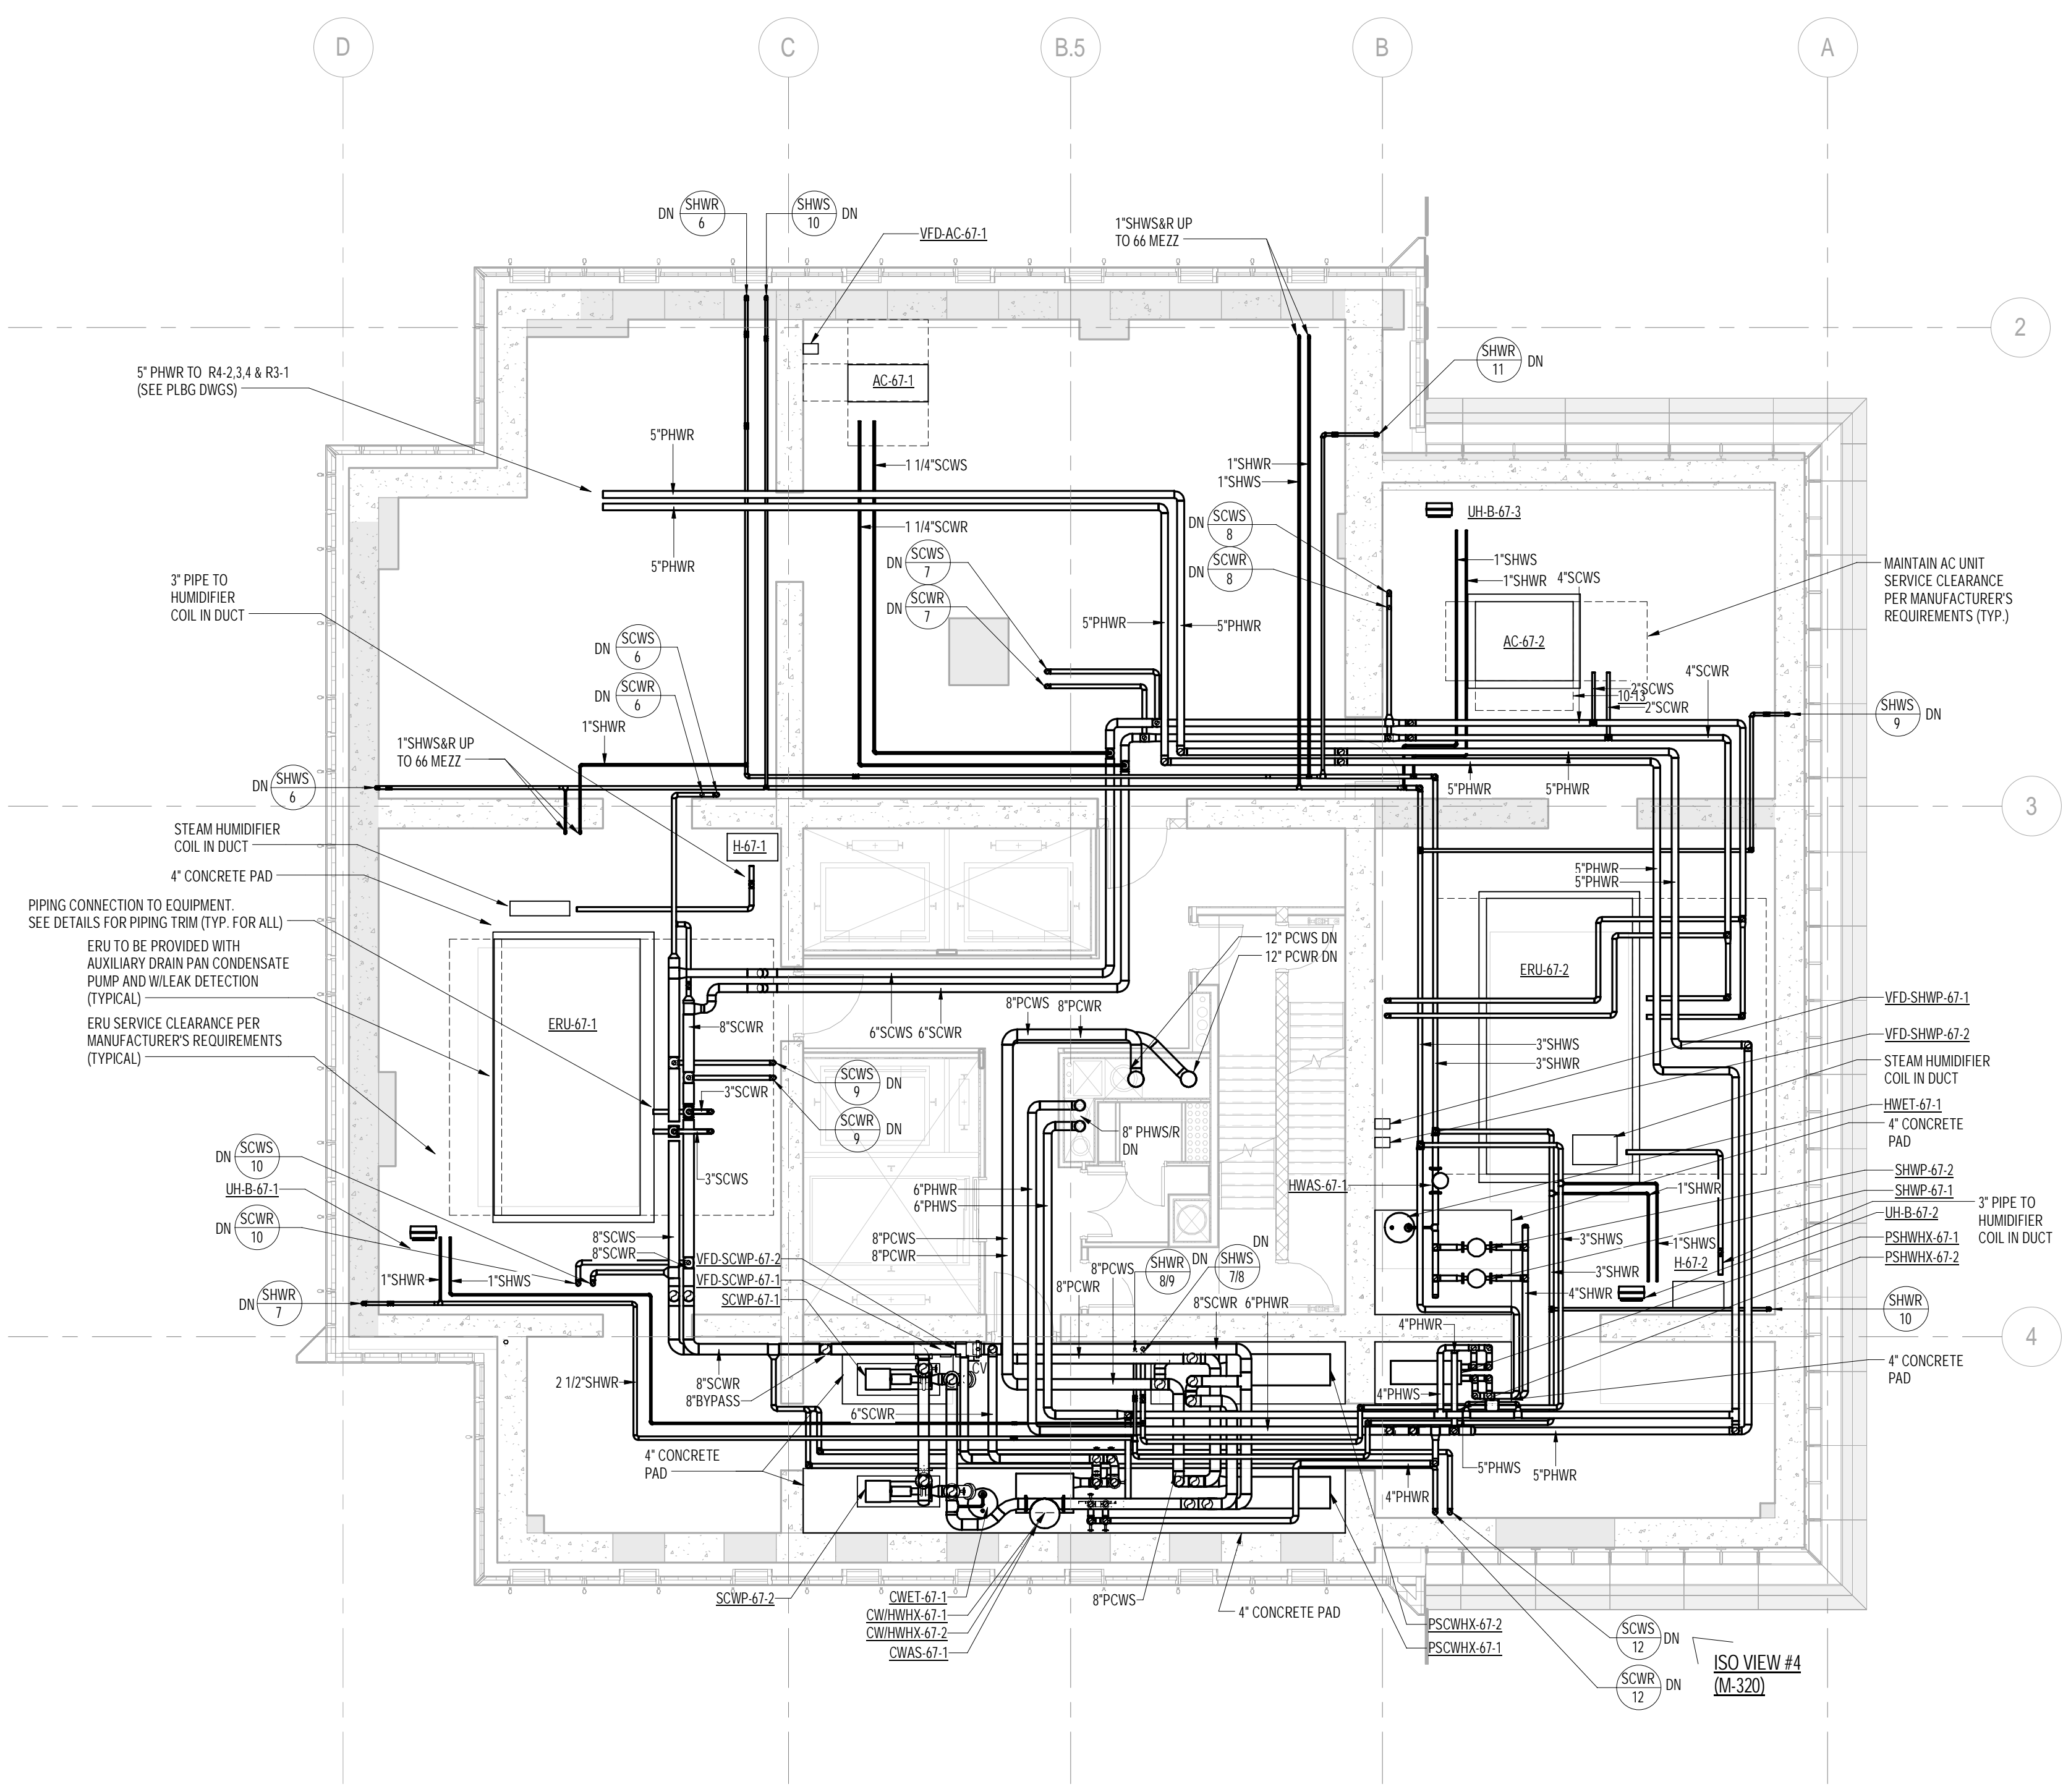 D
C
B.5
B
A
SHWR
6
DN
SHWS
10
DN
VFD-AC-67-1
1"SHWS&R UP
TO 66 MEZZ
2
SHWR
11
DN
5" PHWR TO R4-2,3,4 & R3-1
(SEE PLBG DWGS)
AC-67-1
5"PHWR
1 1/4"SCWS
1"SHWR
1"SHWS
5"PHWR
1 1/4"SCWR
DN
SCWS
8
UH-B-67-3
DN
SCWS
7
DN
SCWR
8
1"SHWS
1"SHWR
4"SCWS
MAINTAIN AC UNIT
SERVICE CLEARANCE
PER MANUFACTURER'S
REQUIREMENTS (TYP.)
3" PIPE TO
HUMIDIFIER
COIL IN DUCT
DN
SCWR
7
5"PHWR
5"PHWR
AC-67-2
DN
SCWS
6
DN
SCWR
6
4"SCWR
2"SCWS
10-13
2"SCWR
SHWS
9
DN
1"SHWR
1"SHWS&R UP
TO 66 MEZZ
DN
SHWS
6
5"PHWR
5"PHWR
3
STEAM HUMIDIFIER
COIL IN DUCT
H-67-1
4" CONCRETE PAD
5"PHWR
5"PHWR
PIPING CONNECTION TO EQUIPMENT.
SEE DETAILS FOR PIPING TRIM (TYP. FOR ALL)
ERU TO BE PROVIDED WITH
AUXILIARY DRAIN PAN CONDENSATE
PUMP AND W/LEAK DETECTION
(TYPICAL)
12" PCWS DN
12" PCWR DN
ERU-67-2
VFD-SHWP-67-1
ERU SERVICE CLEARANCE PER
MANUFACTURER'S REQUIREMENTS
(TYPICAL)
ERU-67-1
8"SCWR
6"SCWS
6"SCWR
8"PCWS
8"PCWR
3"SHWS
3"SHWR
VFD-SHWP-67-2
STEAM HUMIDIFIER
COIL IN DUCT
SCWS
9
DN
3"SCWR
SCWR
9
DN
8" PHWS/R
DN
HWET-67-1
4" CONCRETE
PAD
DN
SCWS
10
UH-B-67-1
3"SCWS
6"PHWR
6"PHWS
HWAS-67-1
1"SHWR
SHWP-67-2
SHWP-67-1
3" PIPE TO
HUMIDIFIER
COIL IN DUCT
UH-B-67-2
DN
SCWR
10
8"SCWS
8"SCWR
8"PCWS
8"PCWR
3"SHWS
1"SHWS
H-67-2
PSHWHX-67-1
PSHWHX-67-2
VFD-SCWP-67-2
VFD-SCWP-67-1
SCWP-67-1
1"SHWR
1"SHWS
8"PCWS
8"PCWR
SHWR
8/9
DN
SHWS
7/8
DN
3"SHWR
4"SHWR
DN
SHWR
7
8"SCWR
6"PHWR
SHWR
10
4"PHWR
4
CV
2 1/2"SHWR
8"SCWR
8"BYPASS
6"SCWR
4"PHWS
4" CONCRETE
PAD
4" CONCRETE
PAD
5"PHWS
5"PHWR
4"PHWR
SCWP-67-2
CWET-67-1
CW/HWHX-67-1
CW/HWHX-67-2
CWAS-67-1
8"PCWS
4" CONCRETE PAD
PSCWHX-67-2
PSCWHX-67-1
SCWS
12
DN
SCWR
12
DN
ISO VIEW #4
(M-320)